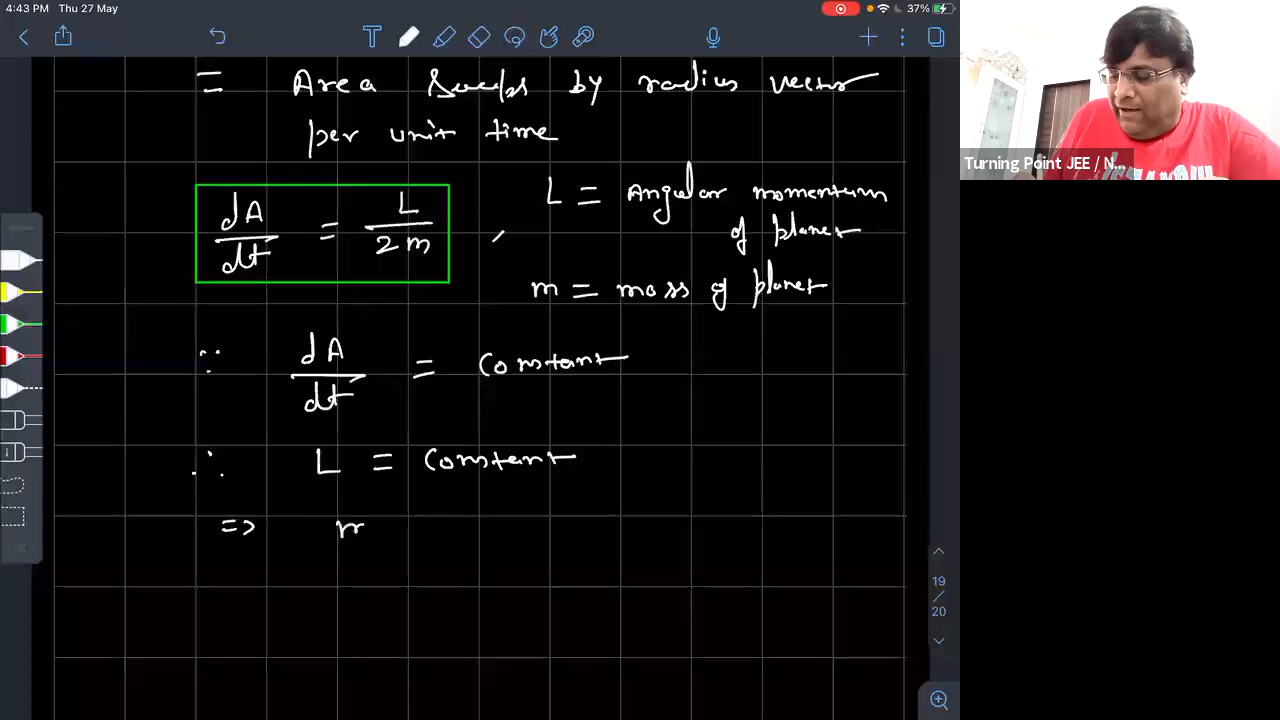 4:43 PM Thu 27 May
37%
= Area Sweeps by radius vector
per unit time
dA/dt = L/2m , L = Angular momentum
of planet
m = mass of planet
∵ dA/dt = constant
∴ L = constant
=> m
19
/
20
Turning Point JEE / N...